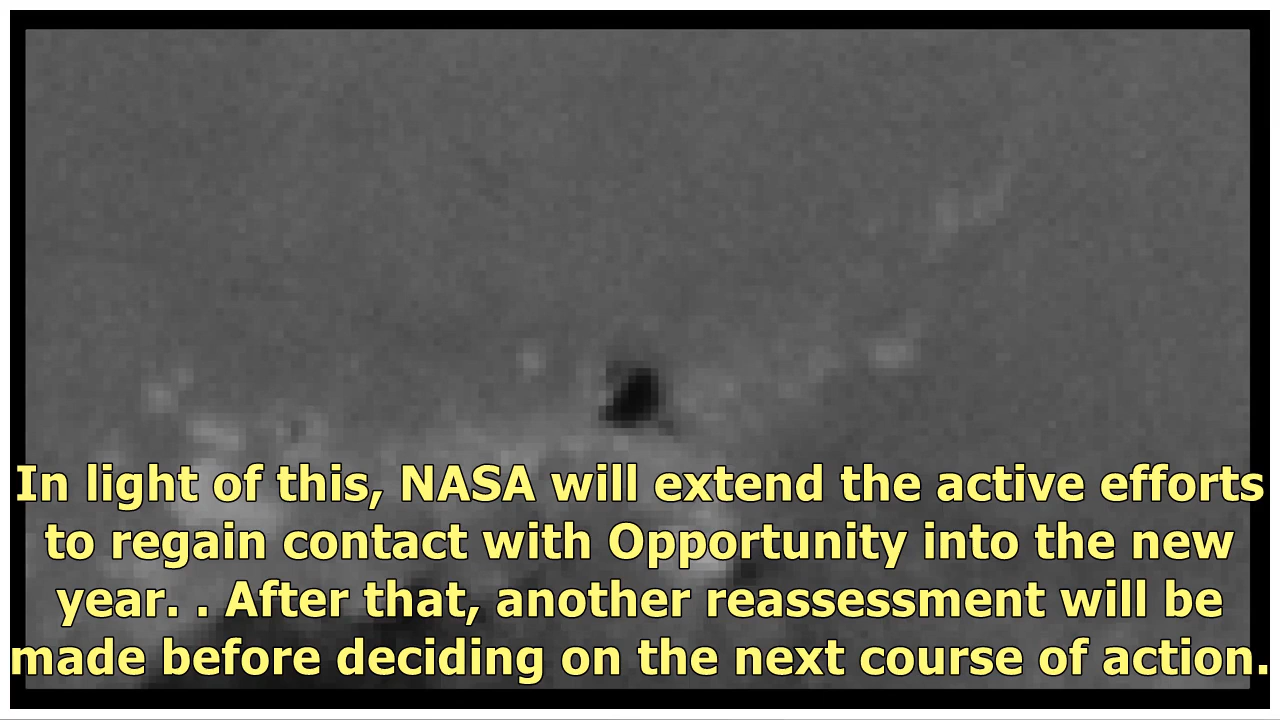 In light of this, NASA will extend the active efforts
to regain contact with Opportunity into the new
year. . After that, another reassessment will be
made before deciding on the next course of action.